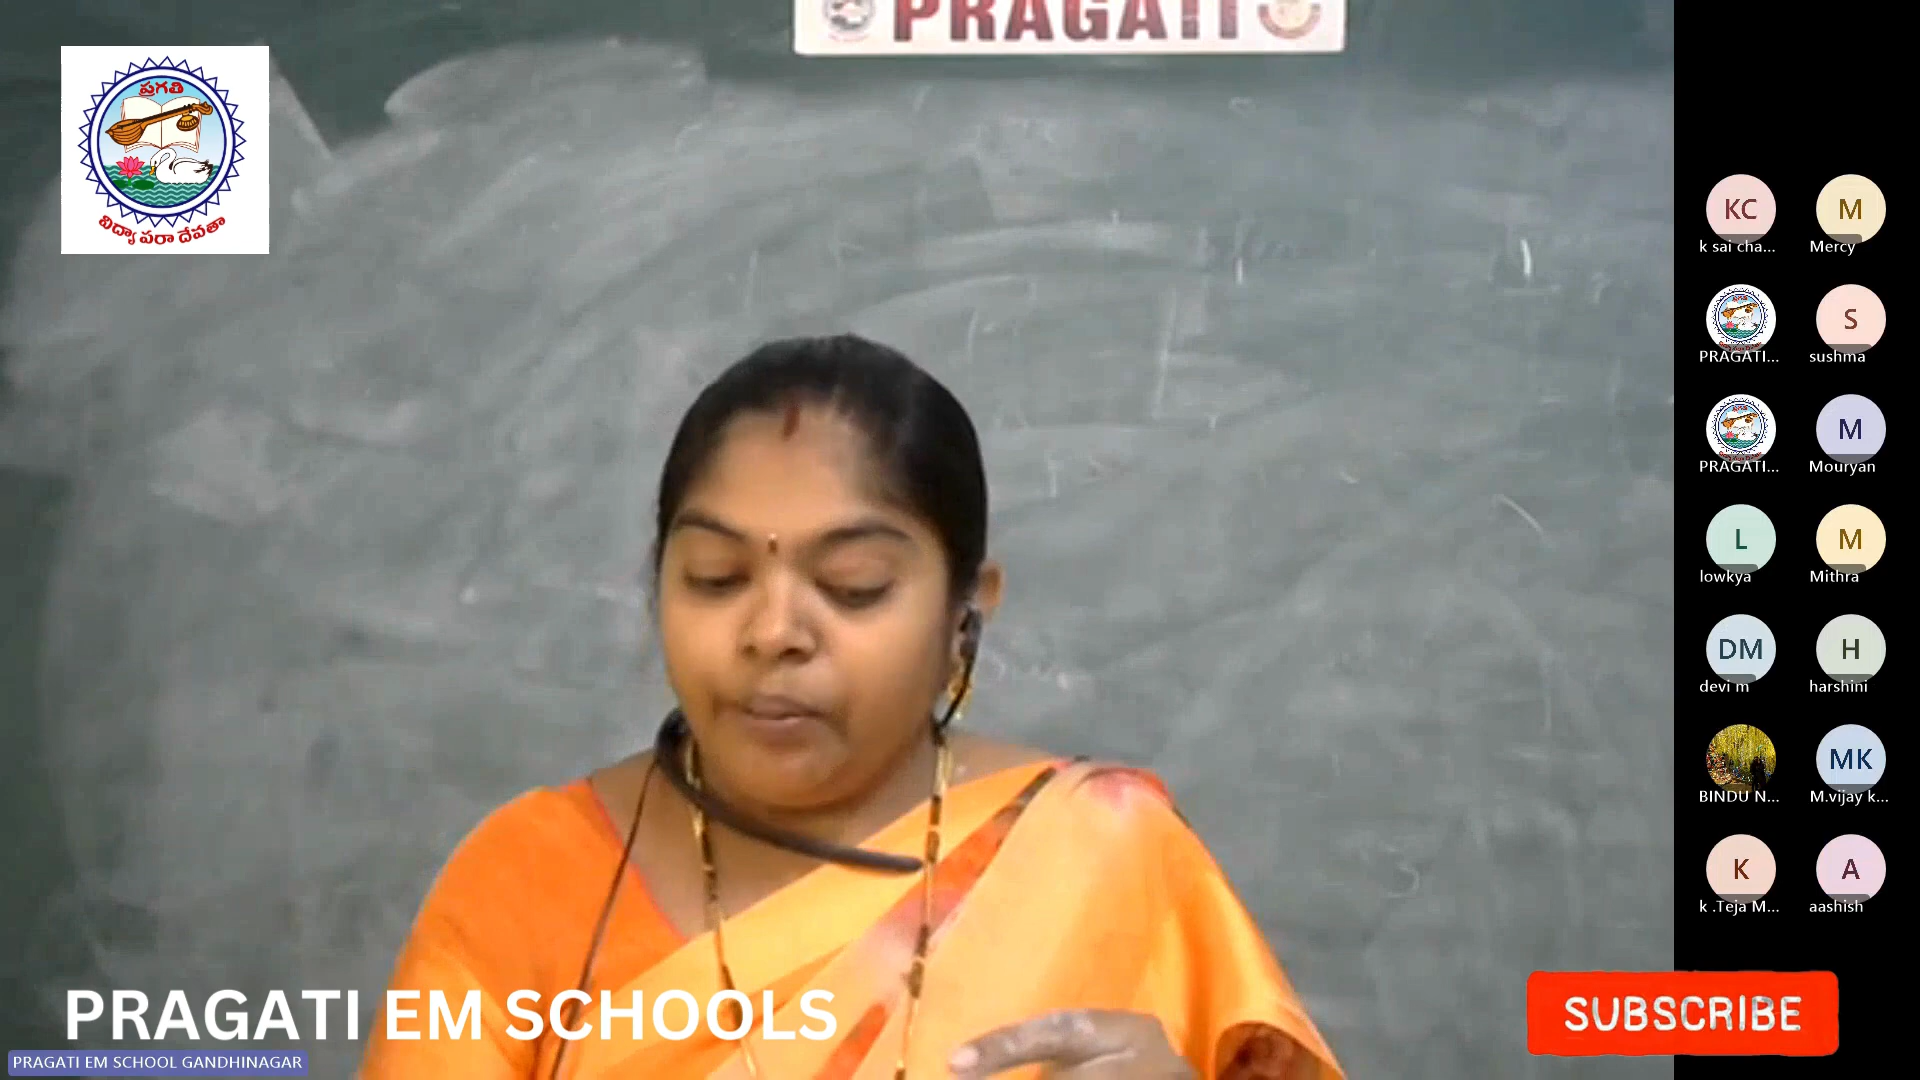 PRAGATI
ప్రగతి
విద్యా పరా దేవతా
KC
M
k sai cha...
Mercy
S
PRAGATI...
sushma
M
PRAGATI...
Mouryan
L
M
lowkya
Mithra
DM
H
devi m
harshini
MK
BINDU N...
M.vijay k...
K
A
k .Teja M...
aashish
PRAGATI EM SCHOOLS
SUBSCRIBE
PRAGATI EM SCHOOL GANDHINAGAR